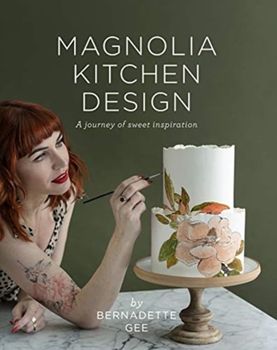 MAGNOLIA
KITCHEN
DESIGN
A journey of sweet inspiration
by
BERNADETTE
GEE